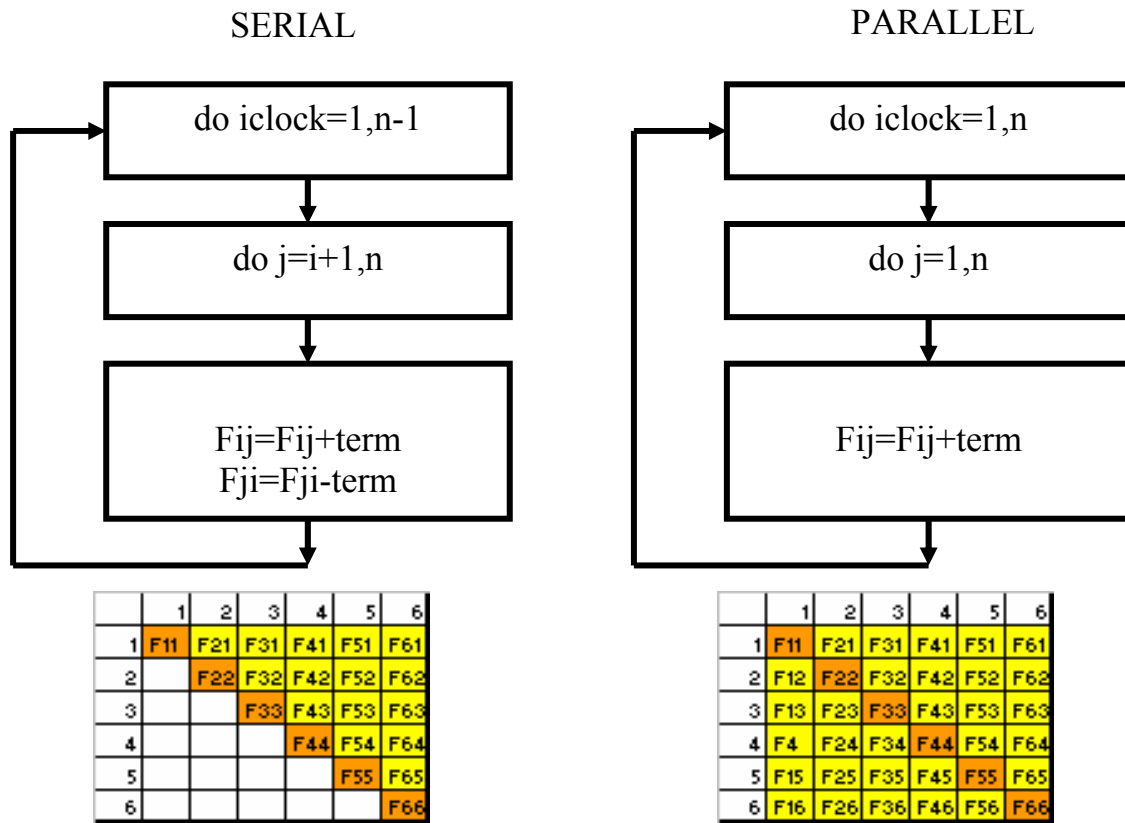 SERIAL
do iclock=1,n-1
do j=i+1,n
Fij=Fij+term
Fji=Fji-term
1 2 3 4 5 6
1 F11 F21 F31 F41 F51 F61
2 F22 F32 F42 F52 F62
3 F33 F43 F53 F63
4 F44 F54 F64
5 F55 F65
6 F66
PARALLEL
do iclock=1,n
do j=1,n
Fij=Fij+term
1 2 3 4 5 6
1 F11 F21 F31 F41 F51 F61
2 F12 F22 F32 F42 F52 F62
3 F13 F23 F33 F43 F53 F63
4 F4 F24 F34 F44 F54 F64
5 F15 F25 F35 F45 F55 F65
6 F16 F26 F36 F46 F56 F66